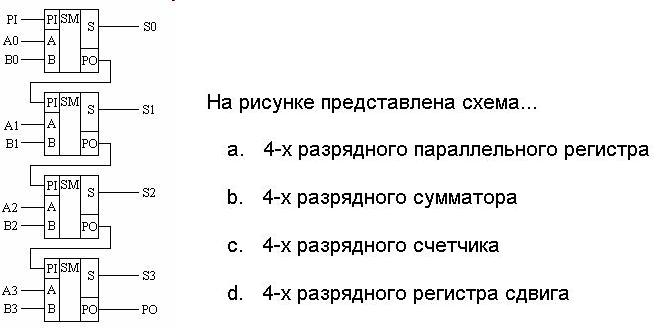 PI PI SM S S0
A0 A
B0 B PO
PI SM S S1
A1 A
B1 B PO
PI SM S S2
A2 A
B2 B PO
PI SM S S3
A3 A
B3 B PO PO
На рисунке представлена схема...
a. 4-х разрядного параллельного регистра
b. 4-х разрядного сумматора
c. 4-х разрядного счетчика
d. 4-х разрядного регистра сдвига